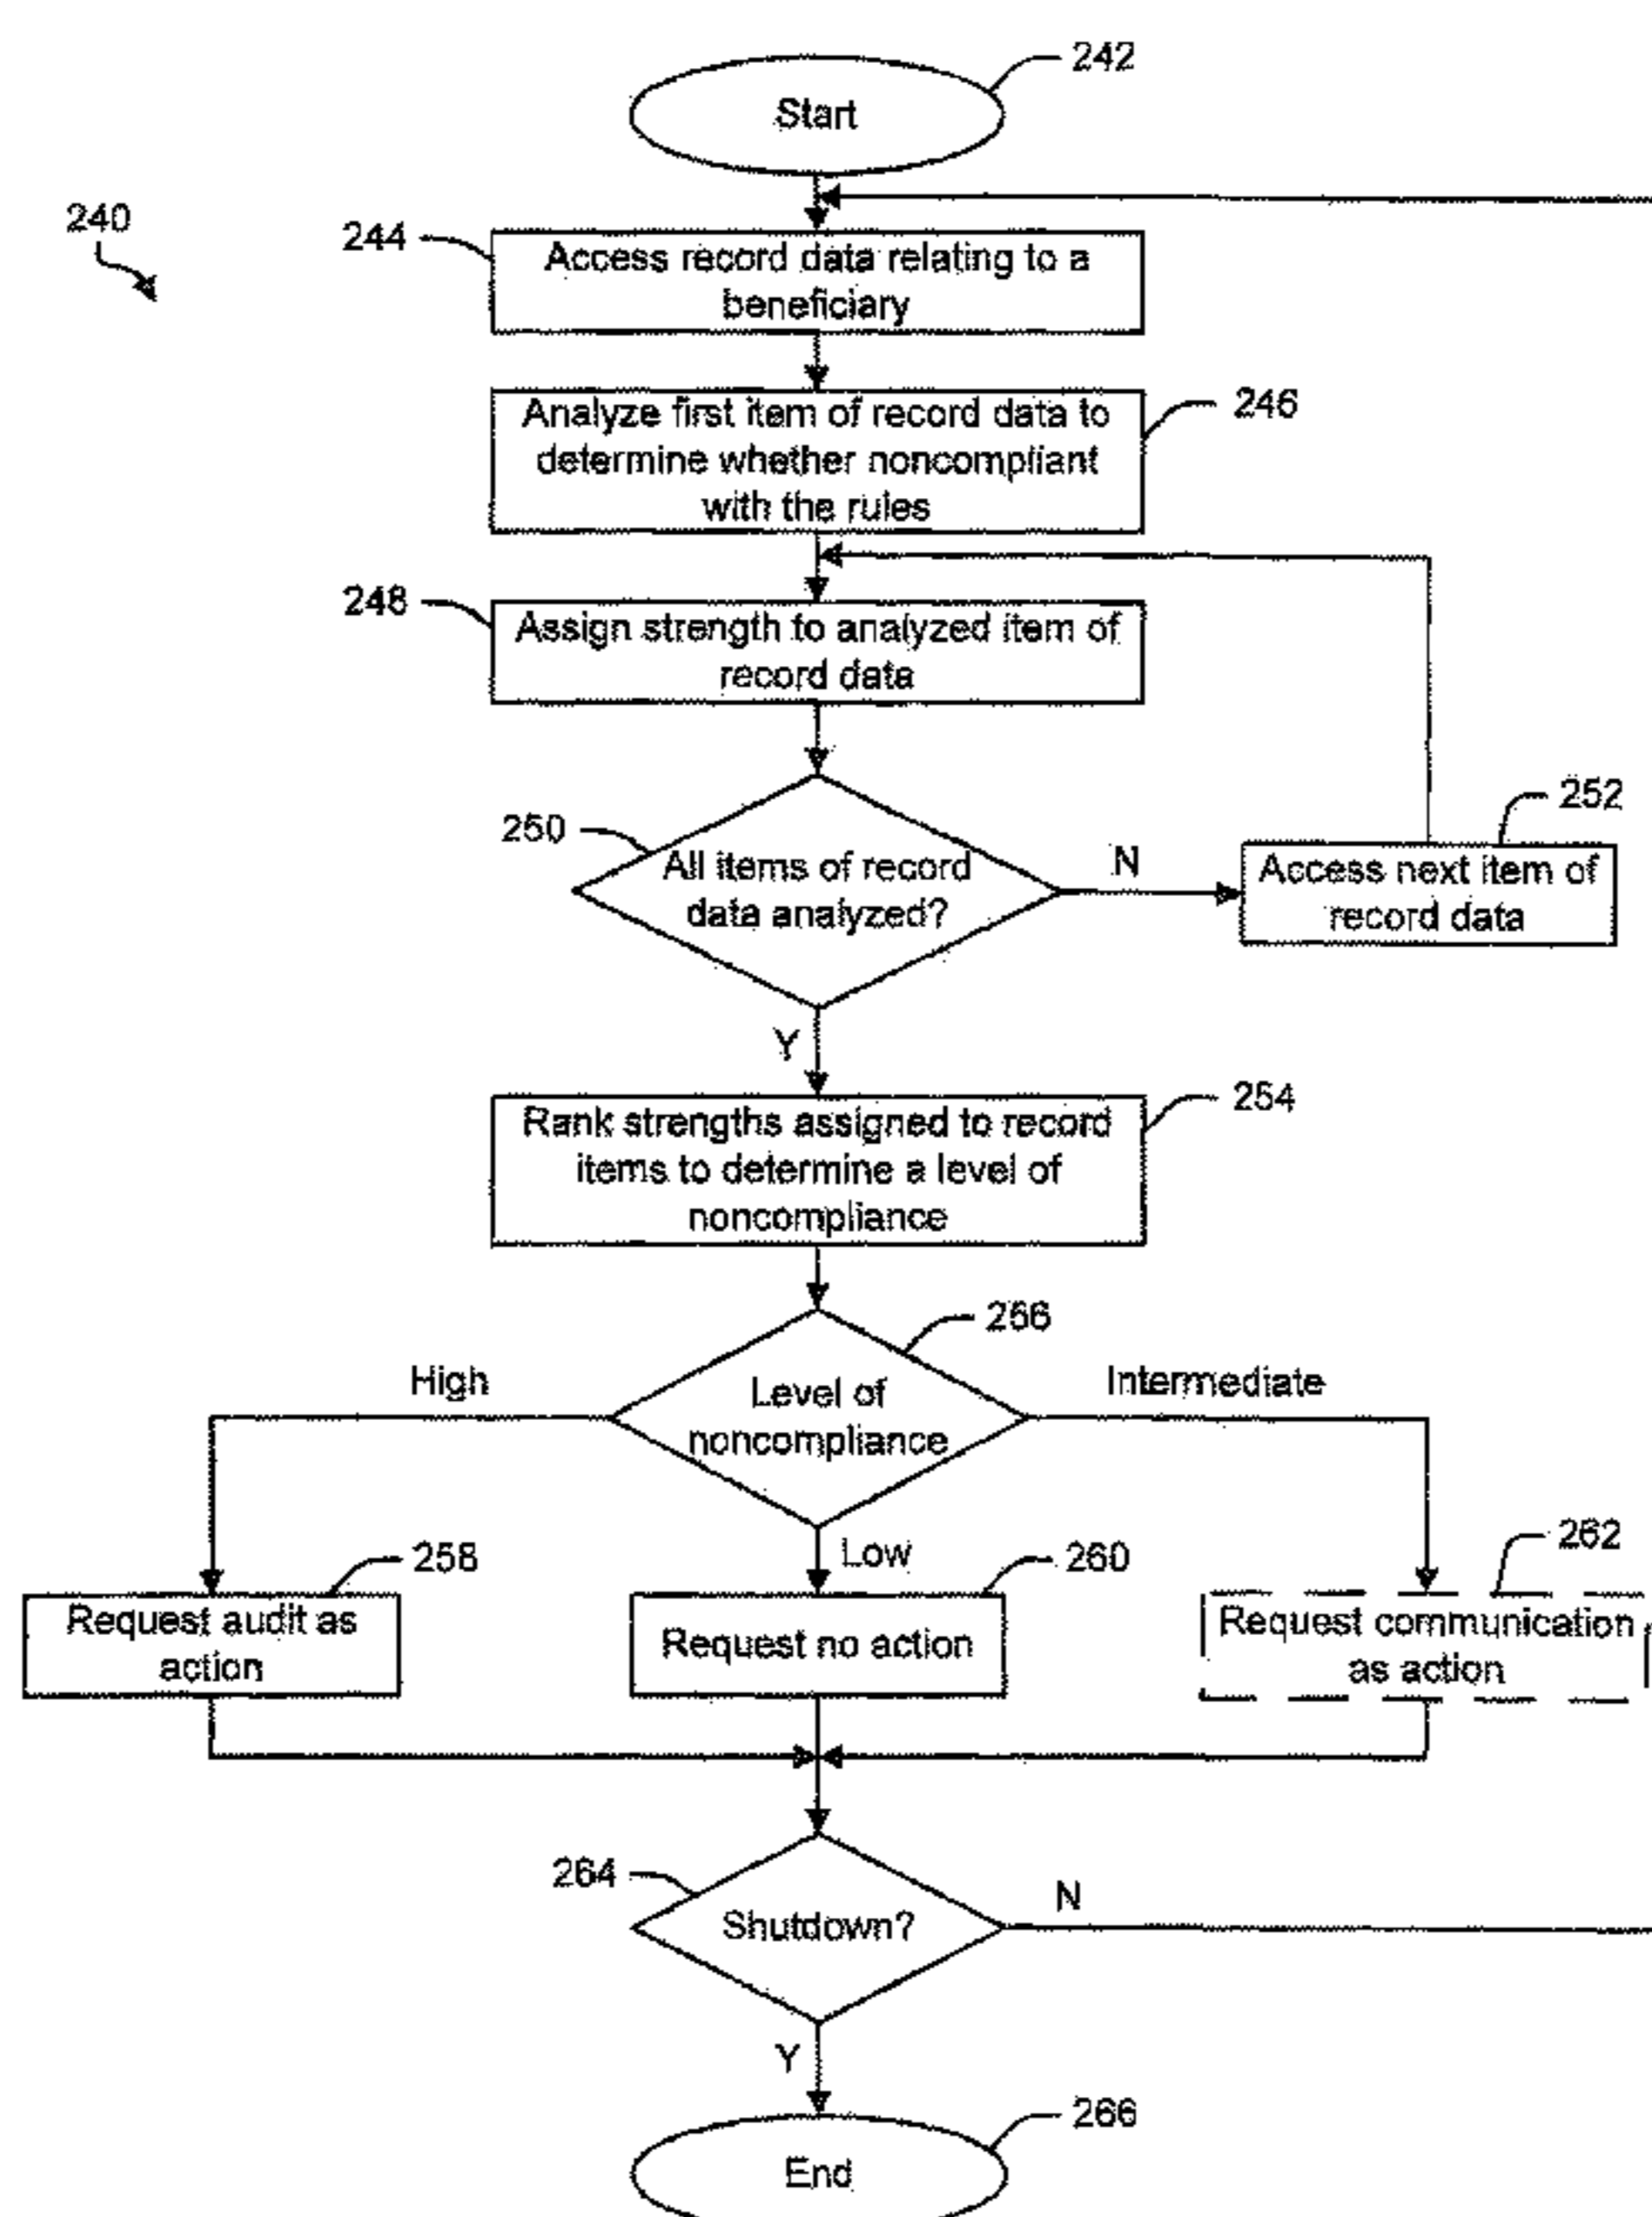 242
Start
240
244
Access record data relating to a
beneficiary
246
Analyze first item of record data to
determine whether noncompliant
with the rules
248
Assign strength to analyzed item of
record data
250
All items of record
data analyzed?
N
252
Access next item of
record data
Y
254
Rank strengths assigned to record
items to determine a level of
noncompliance
256
High
Level of
noncompliance
Intermediate
258
Request audit as
action
Low
260
Request no action
262
Request communication
as action
264
Shutdown?
N
Y
266
End